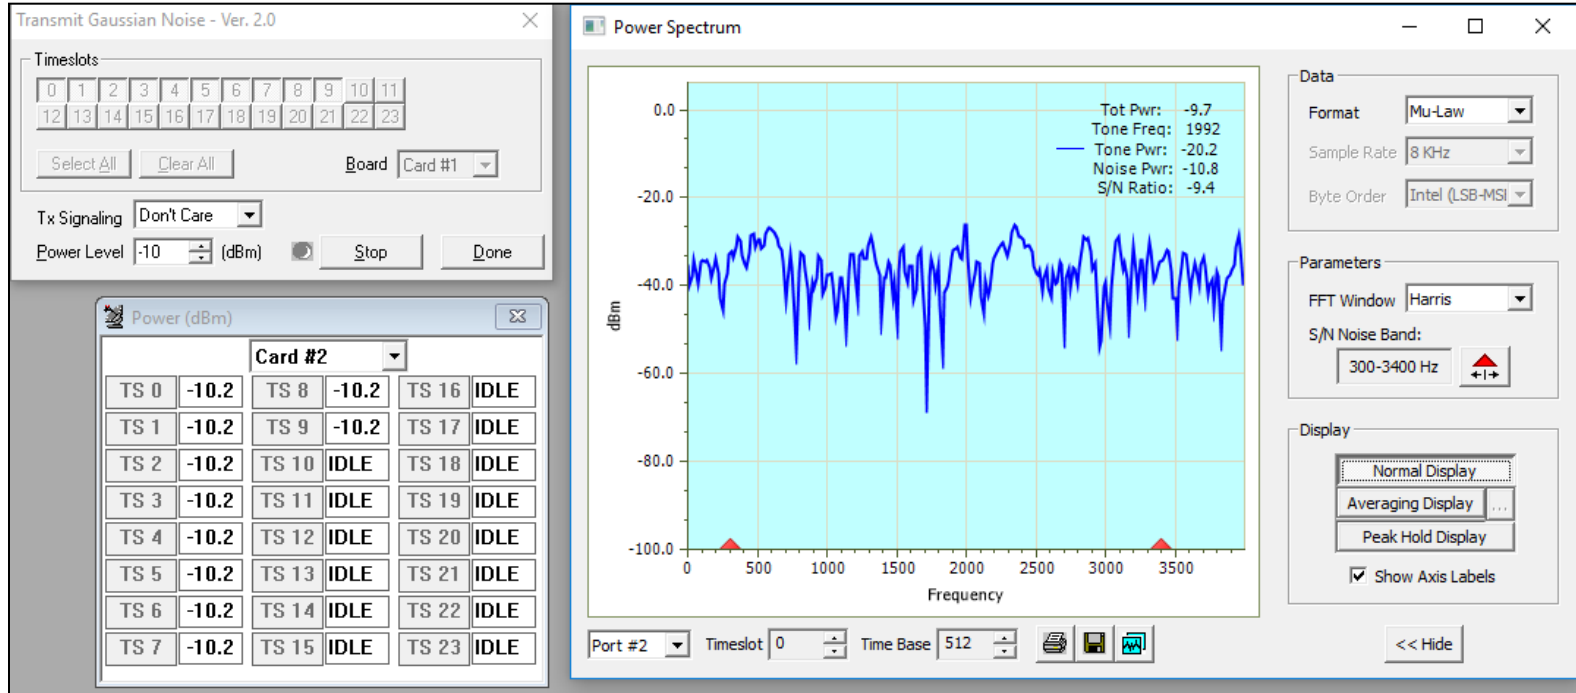 Transmit Gaussian Noise - Ver. 2.0
Timeslots
0 1 2 3 4 5 6 7 8 9 10 11
12 13 14 15 16 17 18 19 20 21 22 23
Select All Clear All Board Card #1
Tx Signaling Don't Care
Power Level -10 (dBm) Stop Done
Power (dBm)
Card #2
TS 0 -10.2 TS 8 -10.2 TS 16 IDLE
TS 1 -10.2 TS 9 -10.2 TS 17 IDLE
TS 2 -10.2 TS 10 IDLE TS 18 IDLE
TS 3 -10.2 TS 11 IDLE TS 19 IDLE
TS 4 -10.2 TS 12 IDLE TS 20 IDLE
TS 5 -10.2 TS 13 IDLE TS 21 IDLE
TS 6 -10.2 TS 14 IDLE TS 22 IDLE
TS 7 -10.2 TS 15 IDLE TS 23 IDLE
Power Spectrum
Tot Pwr: -9.7
Tone Freq: 1992
Tone Pwr: -20.2
Noise Pwr: -10.8
S/N Ratio: -9.4
0.0
-20.0
-40.0
-60.0
-80.0
-100.0
dBm
0 500 1000 1500 2000 2500 3000 3500
Frequency
Port #2 Timeslot 0 Time Base 512
Data
Format Mu-Law
Sample Rate 8 KHz
Byte Order Intel (LSB-MSI
Parameters
FFT Window Harris
S/N Noise Band:
300-3400 Hz
Display
Normal Display
Averaging Display ...
Peak Hold Display
Show Axis Labels
<< Hide